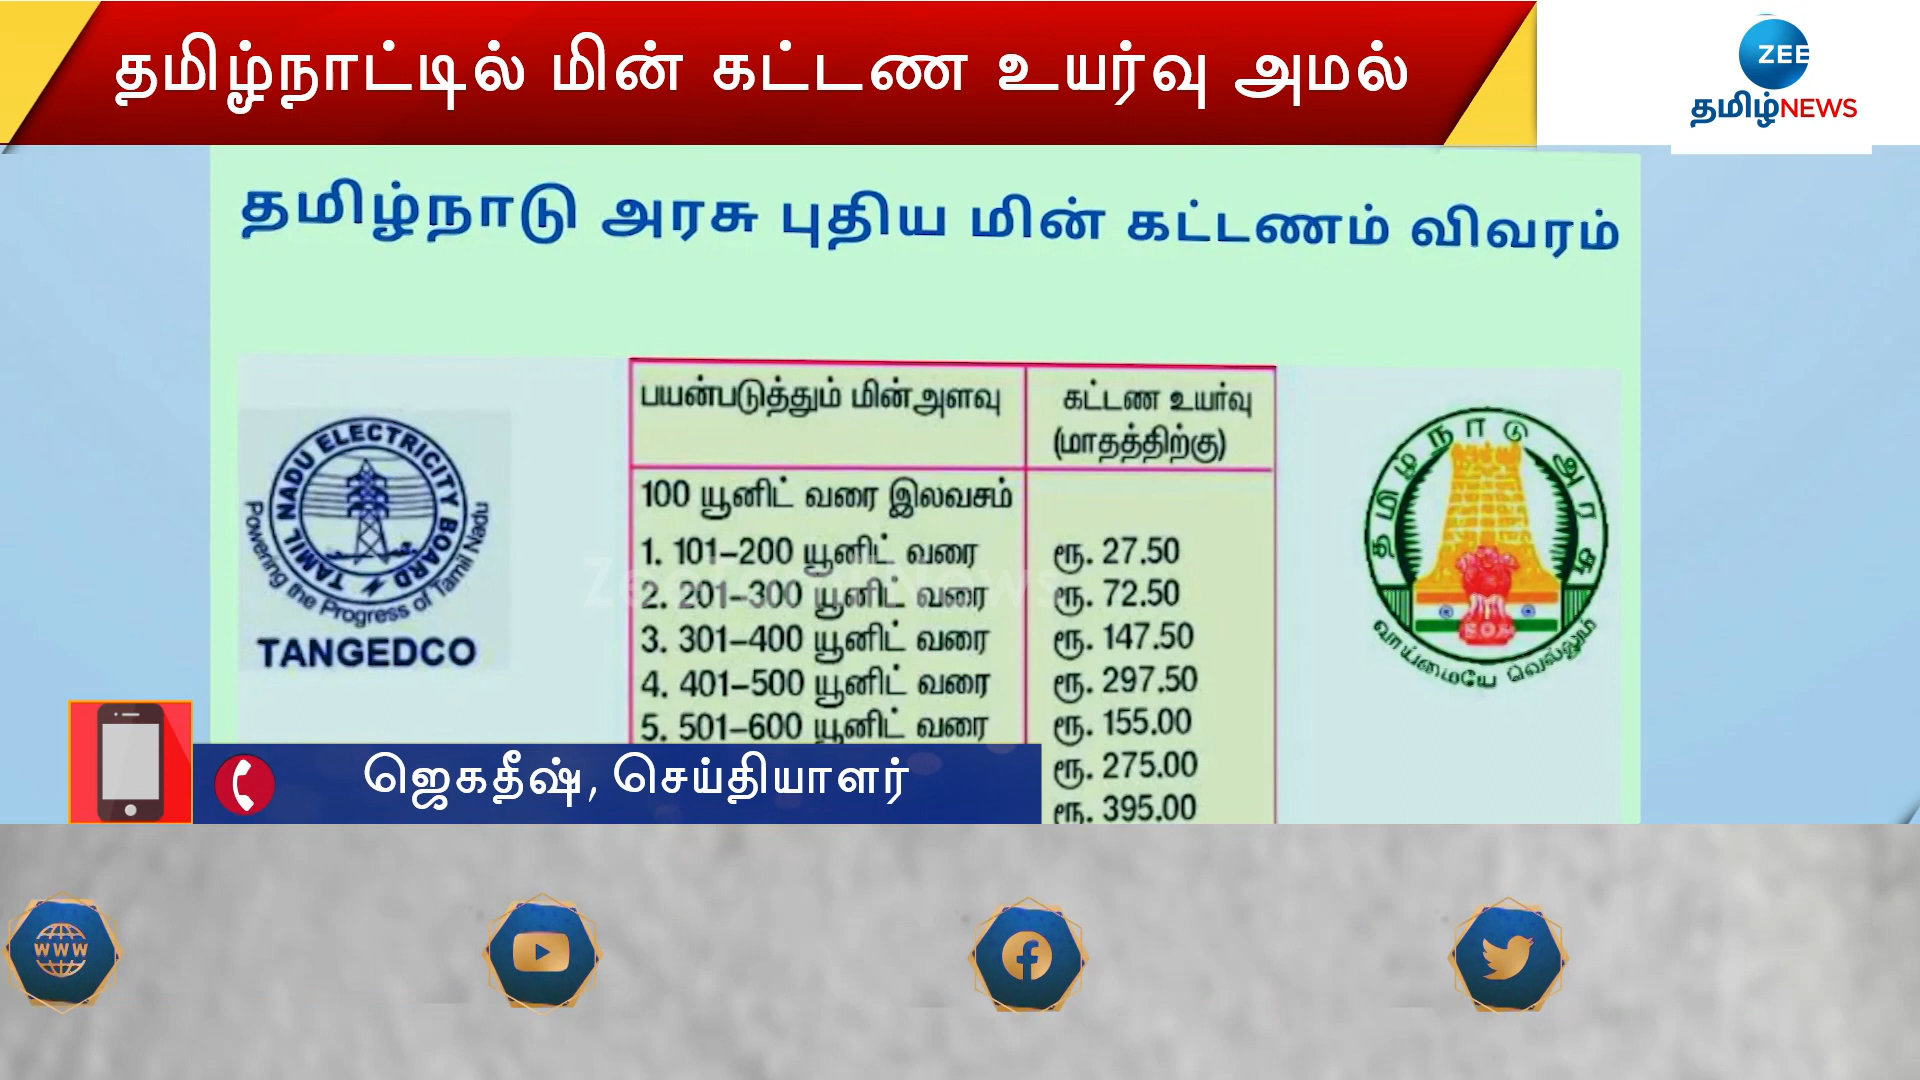 தமிழ்நாட்டில் மின் கட்டண உயர்வு அமல்
ZEE
தமிழ்NEWS
தமிழ்நாடு அரசு புதிய மின் கட்டணம் விவரம்
TAMIL NADU ELECTRICITY BOARD
Powering the Progress of Tamil Nadu
TANGEDCO
பயன்படுத்தும் மின்அளவு
கட்டண உயர்வு
(மாதத்திற்கு)
100 யூனிட் வரை இலவசம்
1. 101–200 யூனிட் வரை ரூ. 27.50
2. 201–300 யூனிட் வரை ரூ. 72.50
3. 301–400 யூனிட் வரை ரூ. 147.50
4. 401–500 யூனிட் வரை ரூ. 297.50
5. 501–600 யூனிட் வரை ரூ. 155.00
ரூ. 275.00
ரூ. 395.00
தமிழ்நாடு அரசு
வாய்மையே வெல்லும்
ஜெகதீஷ், செய்தியாளர்
WWW